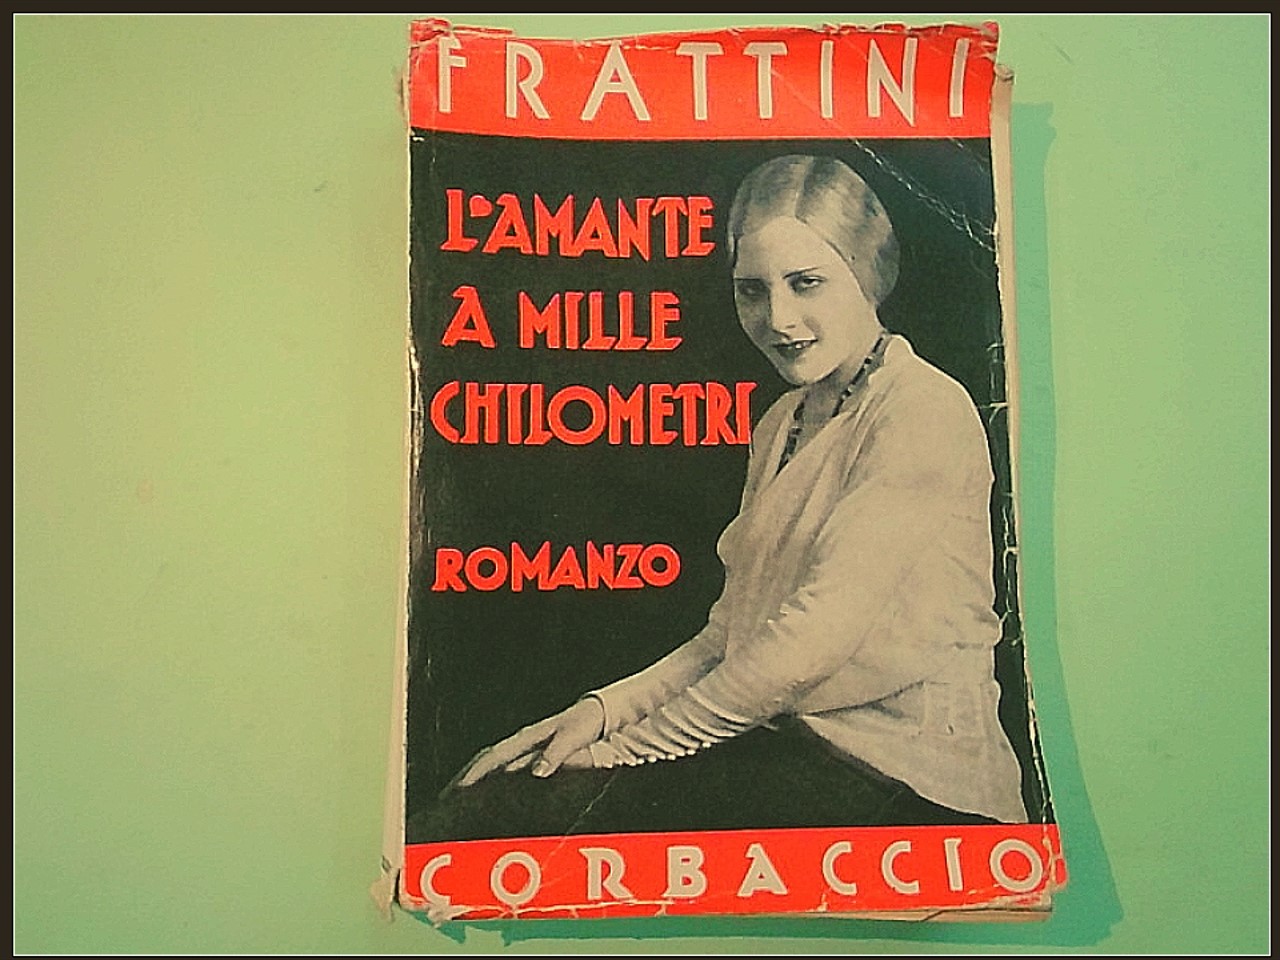 FRATTINI
L'AMANTE
A MILLE
CHILOMETRI
ROMANZO
CORBACCIO